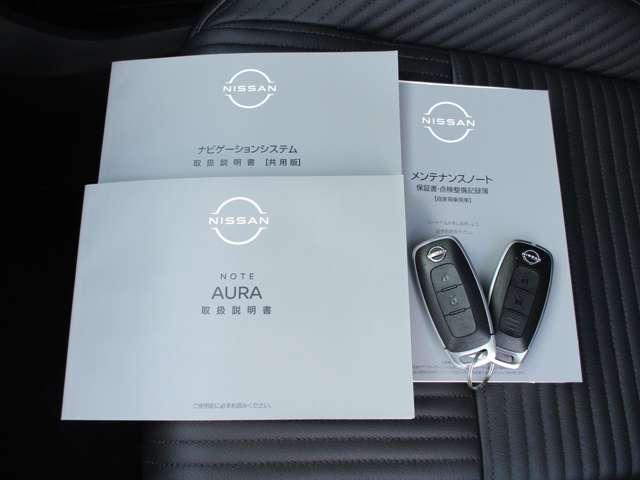 NISSAN
ナビゲーションシステム
取扱説明書 [共用版]
NISSAN
NOTE
AURA
取扱説明書
ご使用前に必ずお読みください。
NISSAN
メンテナンスノート
保証書・点検整備記録簿
NISSAN
NISSAN